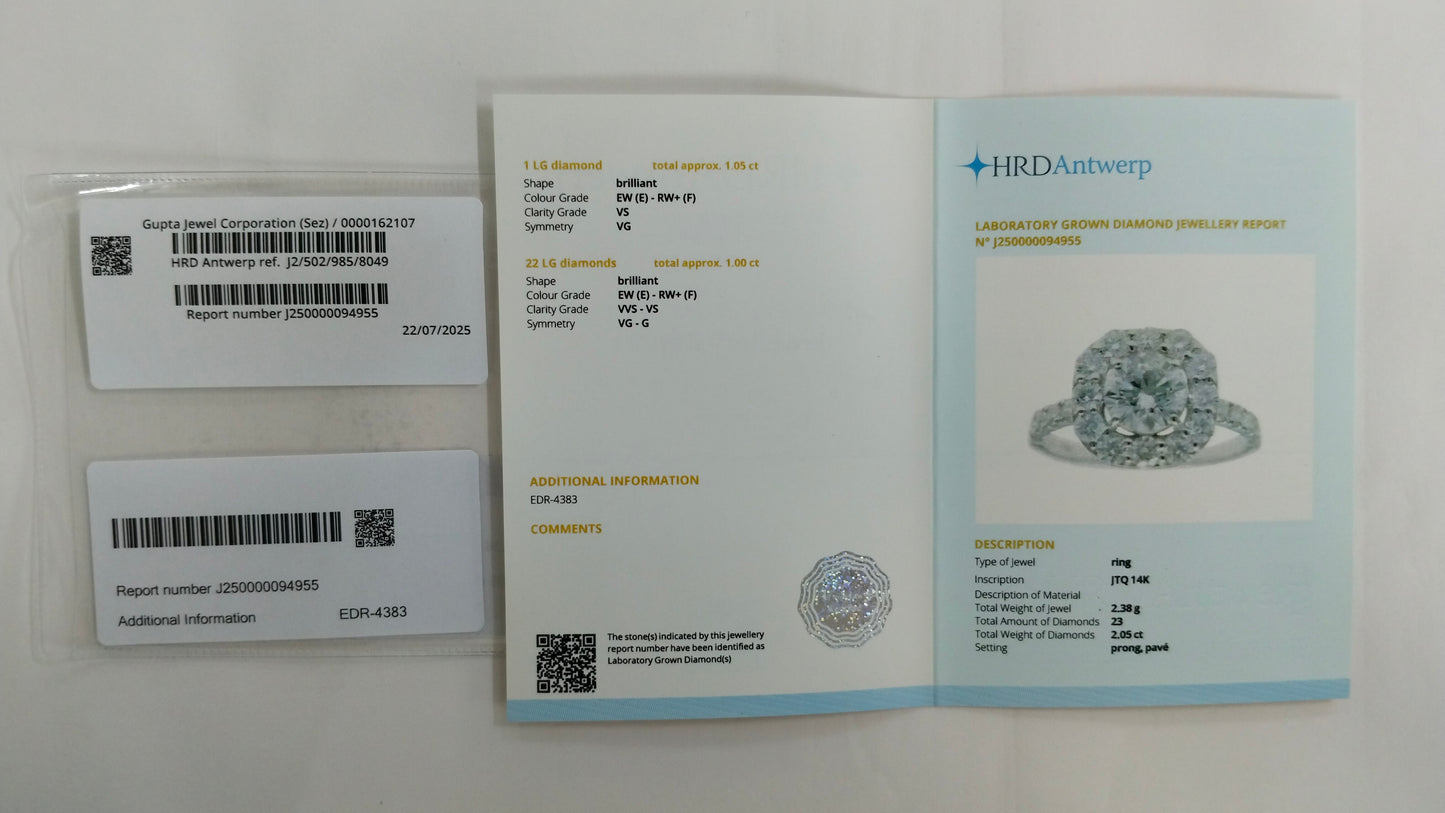 Gupta Jewel Corporation (Sez) / 0000162107
HRD Antwerp ref. J2/502/985/8049
Report number J250000094955
22/07/2025
Report number J250000094955
Additional Information EDR-4383
1 LG diamond total approx. 1.05 ct
Shape brilliant
Colour Grade EW (E) - RW+ (F)
Clarity Grade VS
Symmetry VG
22 LG diamonds total approx. 1.00 ct
Shape brilliant
Colour Grade EW (E) - RW+ (F)
Clarity Grade VVS - VS
Symmetry VG - G
ADDITIONAL INFORMATION
EDR-4383
COMMENTS
The stone(s) indicated by this jewellery
report number have been identified as
Laboratory Grown Diamond(s)
HRDAntwerp
LABORATORY GROWN DIAMOND JEWELLERY REPORT
N° J250000094955
DESCRIPTION
Type of Jewel ring
Inscription JTQ 14K
Description of Material
Total Weight of Jewel 2.38 g
Total Amount of Diamonds 23
Total Weight of Diamonds 2.05 ct
Setting prong, pavé